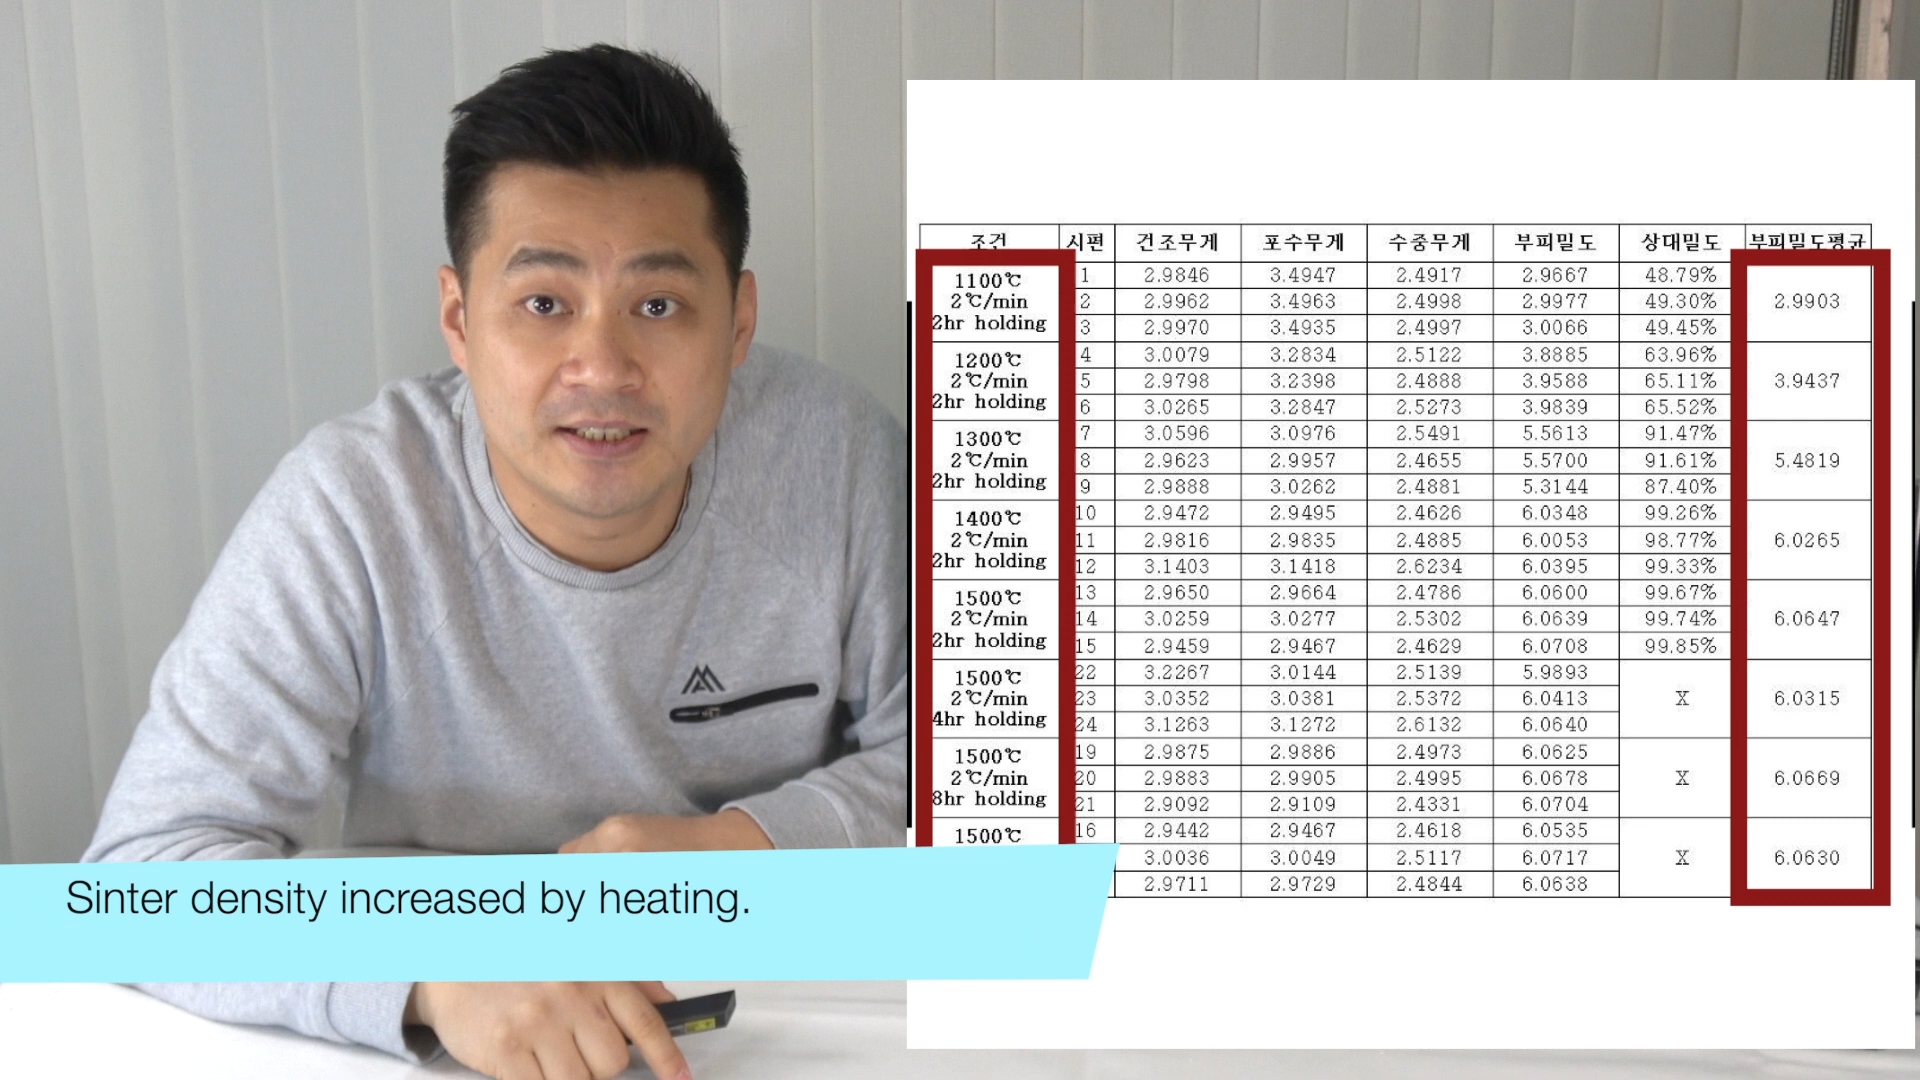 조건 시편 건조무게 포수무게 수중무게 부피밀도 상대밀도 부피밀도평균
1100℃
2℃/min
2hr holding
1 2.9846 3.4947 2.4917 2.9667 48.79%
2 2.9962 3.4963 2.4998 2.9977 49.30%
3 2.9970 3.4935 2.4997 3.0066 49.45%
2.9903
1200℃
2℃/min
2hr holding
4 3.0079 3.2834 2.5122 3.8885 63.96%
5 2.9798 3.2398 2.4888 3.9588 65.11%
6 3.0265 3.2847 2.5273 3.9839 65.52%
3.9437
1300℃
2℃/min
2hr holding
7 3.0596 3.0976 2.5491 5.5613 91.47%
8 2.9623 2.9957 2.4655 5.5700 91.61%
9 2.9888 3.0262 2.4881 5.3144 87.40%
5.4819
1400℃
2℃/min
2hr holding
10 2.9472 2.9495 2.4626 6.0348 99.26%
11 2.9816 2.9835 2.4885 6.0053 98.77%
12 3.1403 3.1418 2.6234 6.0395 99.33%
6.0265
1500℃
2℃/min
2hr holding
13 2.9650 2.9664 2.4786 6.0600 99.67%
14 3.0259 3.0277 2.5302 6.0639 99.74%
15 2.9459 2.9467 2.4629 6.0708 99.85%
6.0647
1500℃
2℃/min
4hr holding
22 3.2267 3.0144 2.5139 5.9893
23 3.0352 3.0381 2.5372 6.0413
24 3.1263 3.1272 2.6132 6.0640
X
6.0315
1500℃
2℃/min
8hr holding
19 2.9875 2.9886 2.4973 6.0625
20 2.9883 2.9905 2.4995 6.0678
21 2.9092 2.9109 2.4331 6.0704
X
6.0669
1500℃
16 2.9442 2.9467 2.4618 6.0535
3.0036 3.0049 2.5117 6.0717
2.9711 2.9729 2.4844 6.0638
X
6.0630
Sinter density increased by heating.